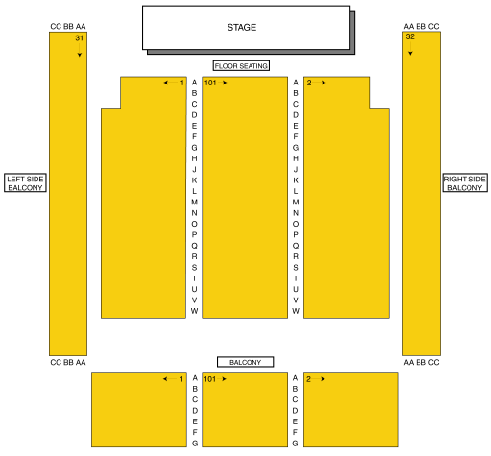 STAGE
CC BB AA
AA BB CC
31
32
FLOOR SEATING
← 1 A 101 → A 2 →
B B
C C
D D
E E
F F
G G
H H
J J
K K
LEFT SIDE
BALCONY
RIGHT SIDE
BALCONY
L L
M M
N N
O O
P P
Q Q
R R
S S
T T
U U
V V
W W
CC BB AA
BALCONY
AA BB CC
← 1 A 101 → A 2 →
B B
C C
D D
E E
F F
G G